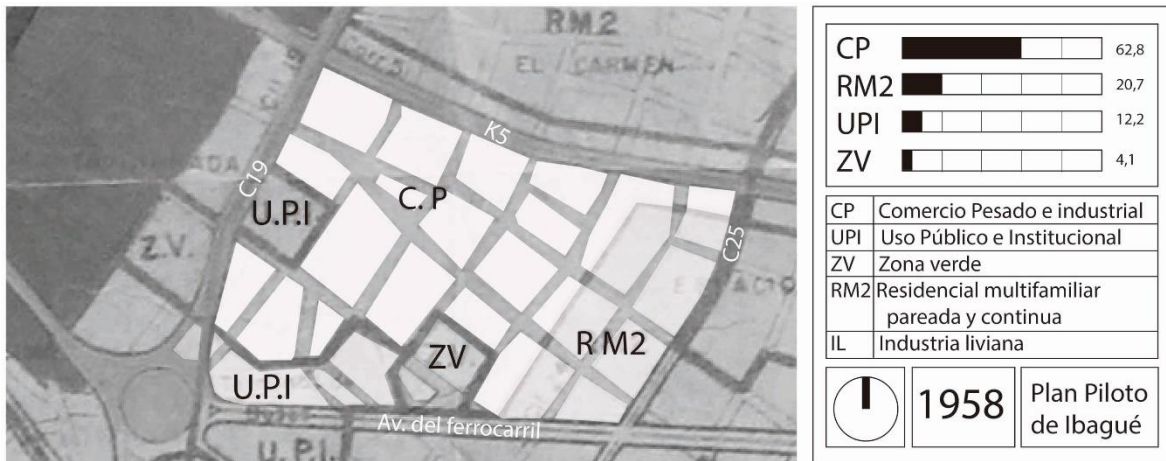 RM2
EL CARMEN
K5
C19
C. P
U.P.I
Z.V.
C25
R M2
ZV
U.P.I
Av. del ferrocarril
U.P.I.
CP 62,8
RM2 20,7
UPI 12,2
ZV 4,1
CP Comercio Pesado e industrial
UPI Uso Público e Institucional
ZV Zona verde
RM2 Residencial multifamiliar
pareada y continua
IL Industria liviana
1958
Plan Piloto
de Ibagué